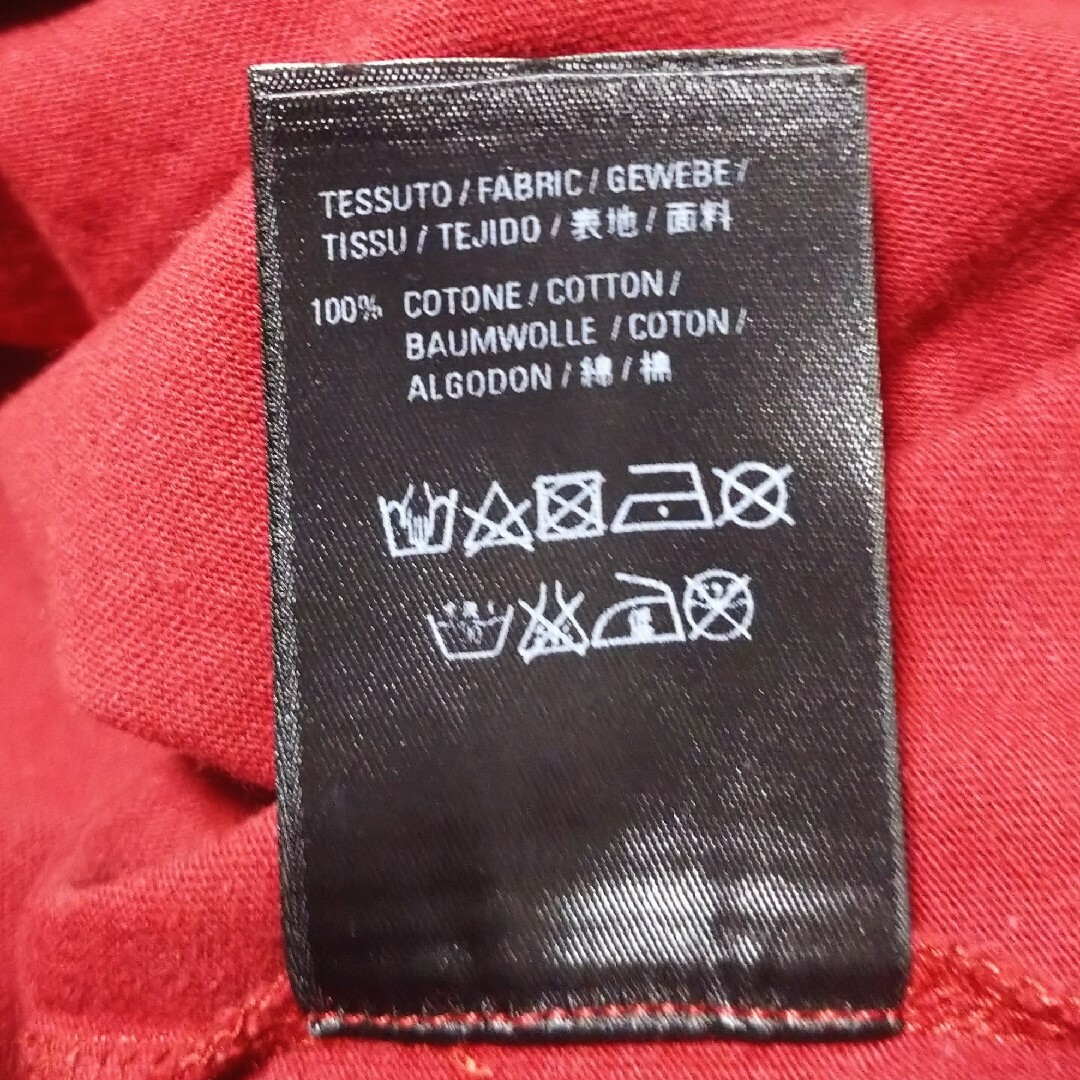 TESSUTO / FABRIC / GEWEBE /
TISSU / TEJIDO / 表地 / 面料
100% COTONE / COTTON /
BAUMWOLLE / COTON /
ALGODON / 綿 / 棉